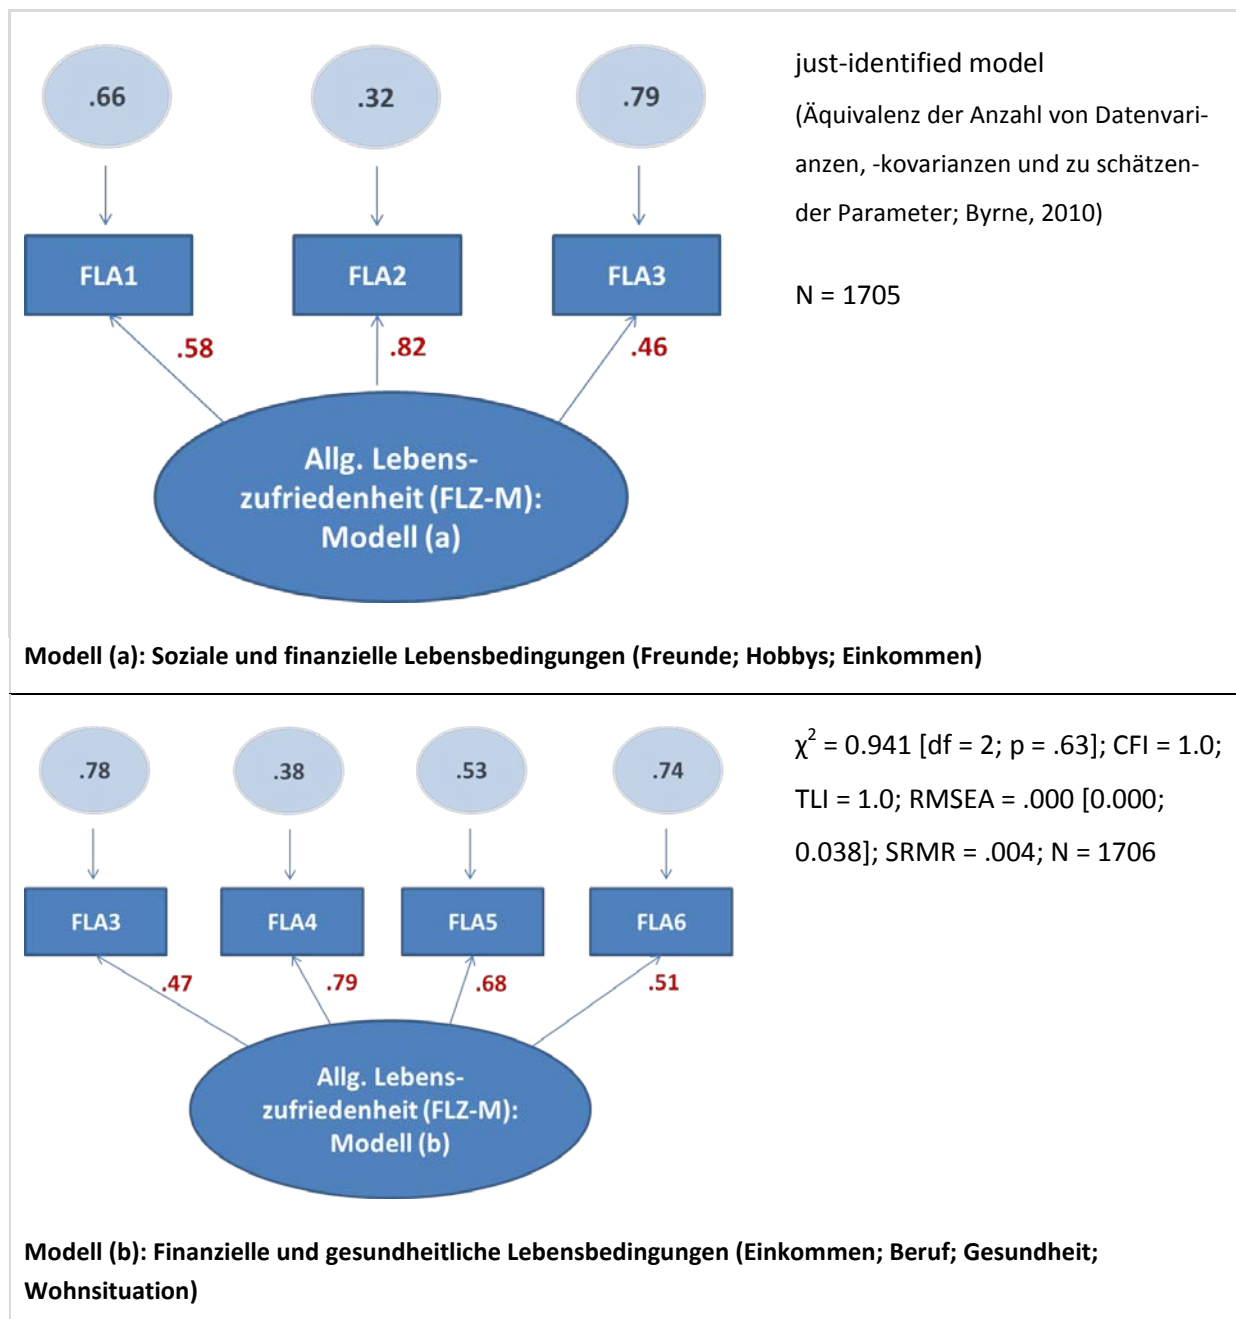 .66
.32
.79
FLA1
FLA2
FLA3
.58
.82
.46
Allg. Lebens-
zufriedenheit (FLZ-M):
Modell (a)
just-identified model
(Äquivalenz der Anzahl von Datenvari-
anzen, -kovarianzen und zu schätzen-
der Parameter; Byrne, 2010)
N = 1705
Modell (a): Soziale und finanzielle Lebensbedingungen (Freunde; Hobbys; Einkommen)
.78
.38
.53
.74
FLA3
FLA4
FLA5
FLA6
.47
.79
.68
.51
Allg. Lebens-
zufriedenheit (FLZ-M):
Modell (b)
χ² = 0.941 [df = 2; p = .63]; CFI = 1.0;
TLI = 1.0; RMSEA = .000 [0.000;
0.038]; SRMR = .004; N = 1706
Modell (b): Finanzielle und gesundheitliche Lebensbedingungen (Einkommen; Beruf; Gesundheit;
Wohnsituation)